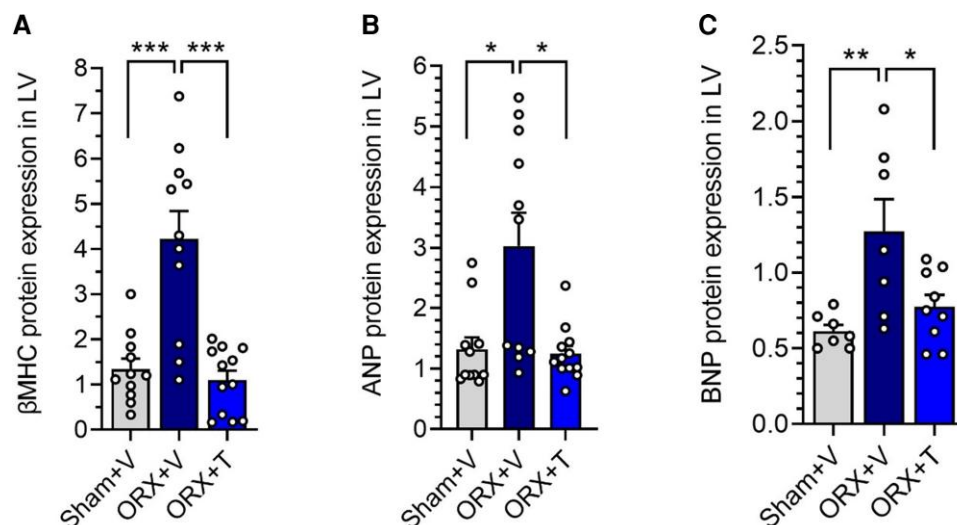 A
βMHC protein expression in LV
*** ***
8
7
6
5
4
3
2
1
0
Sham+V
ORX+V
ORX+T
B
ANP protein expression in LV
* *
6
5
4
3
2
1
0
Sham+V
ORX+V
ORX+T
C
BNP protein expression in LV
** *
2.5
2.0
1.5
1.0
0.5
0.0
Sham+V
ORX+V
ORX+T